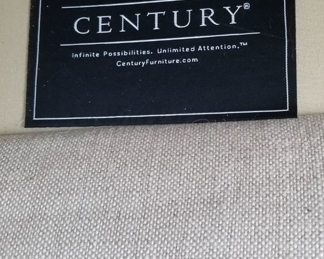 CENTURY®
Infinite Possibilities. Unlimited Attention.™
CenturyFurniture.com